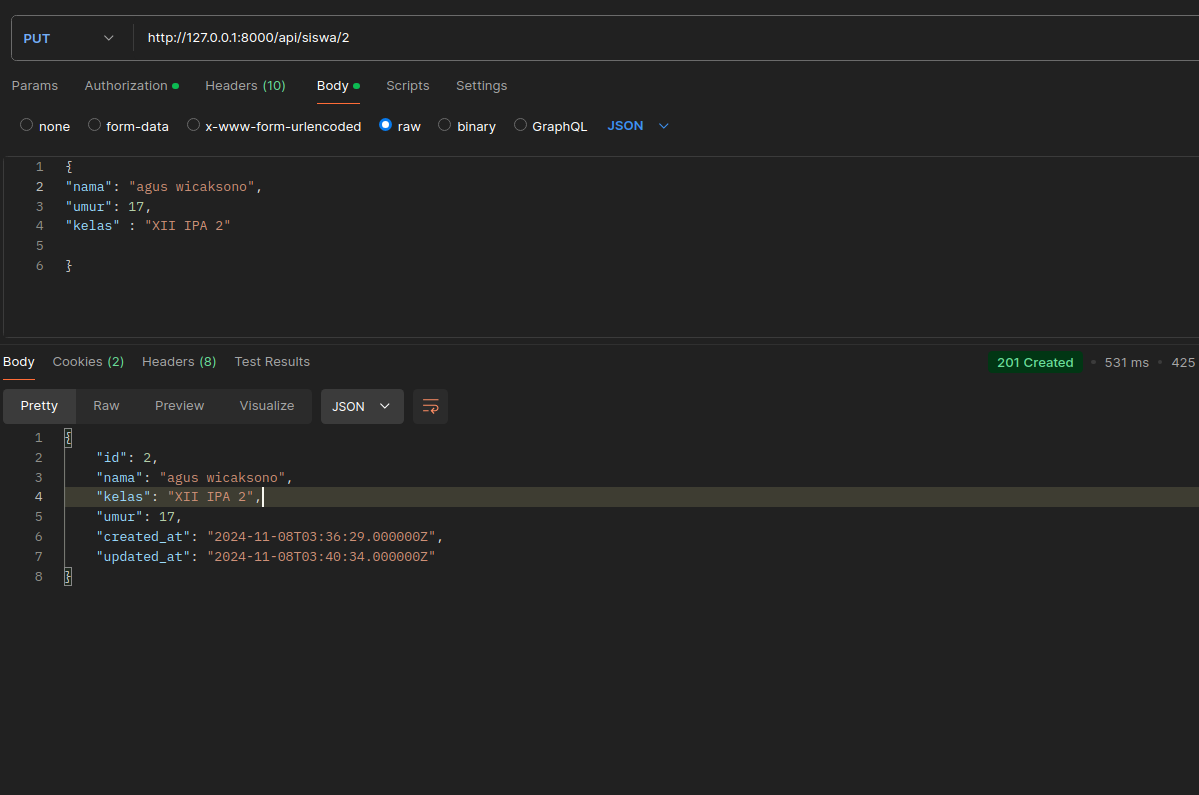 PUT http://127.0.0.1:8000/api/siswa/2
Params Authorization Headers (10) Body Scripts Settings
none form-data x-www-form-urlencoded raw binary GraphQL JSON
1 {
2 "nama": "agus wicaksono",
3 "umur": 17,
4 "kelas" : "XII IPA 2"
5
6 }
Body Cookies (2) Headers (8) Test Results 201 Created • 531 ms • 425
Pretty Raw Preview Visualize JSON
1 {
2 "id": 2,
3 "nama": "agus wicaksono",
4 "kelas": "XII IPA 2",
5 "umur": 17,
6 "created_at": "2024-11-08T03:36:29.000000Z",
7 "updated_at": "2024-11-08T03:40:34.000000Z"
8 }